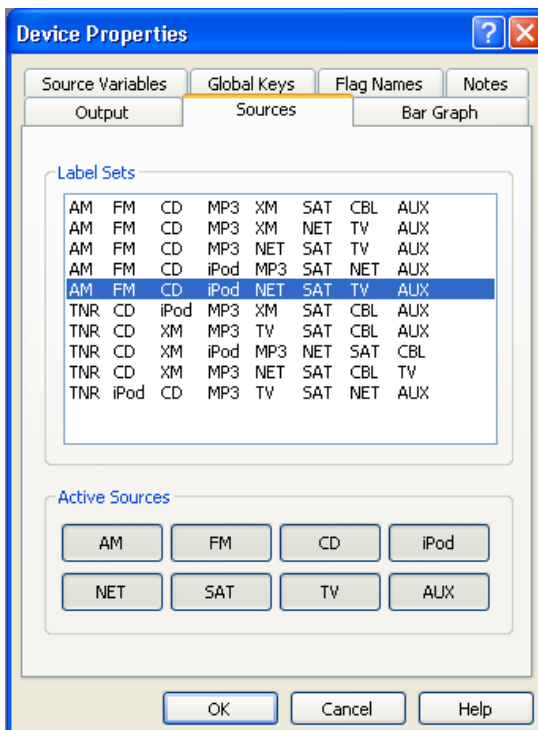 Device Properties
Source Variables Global Keys Flag Names Notes
Output Sources Bar Graph
Label Sets
AM FM CD MP3 XM SAT CBL AUX
AM FM CD MP3 XM NET TV AUX
AM FM CD MP3 NET SAT TV AUX
AM FM CD iPod MP3 SAT NET AUX
AM FM CD iPod NET SAT TV AUX
TNR CD iPod MP3 XM SAT CBL AUX
TNR CD XM MP3 TV SAT CBL AUX
TNR CD XM iPod MP3 NET SAT CBL
TNR CD XM MP3 NET SAT CBL TV
TNR iPod CD MP3 TV SAT NET AUX
Active Sources
AM FM CD iPod
NET SAT TV AUX
OK Cancel Help